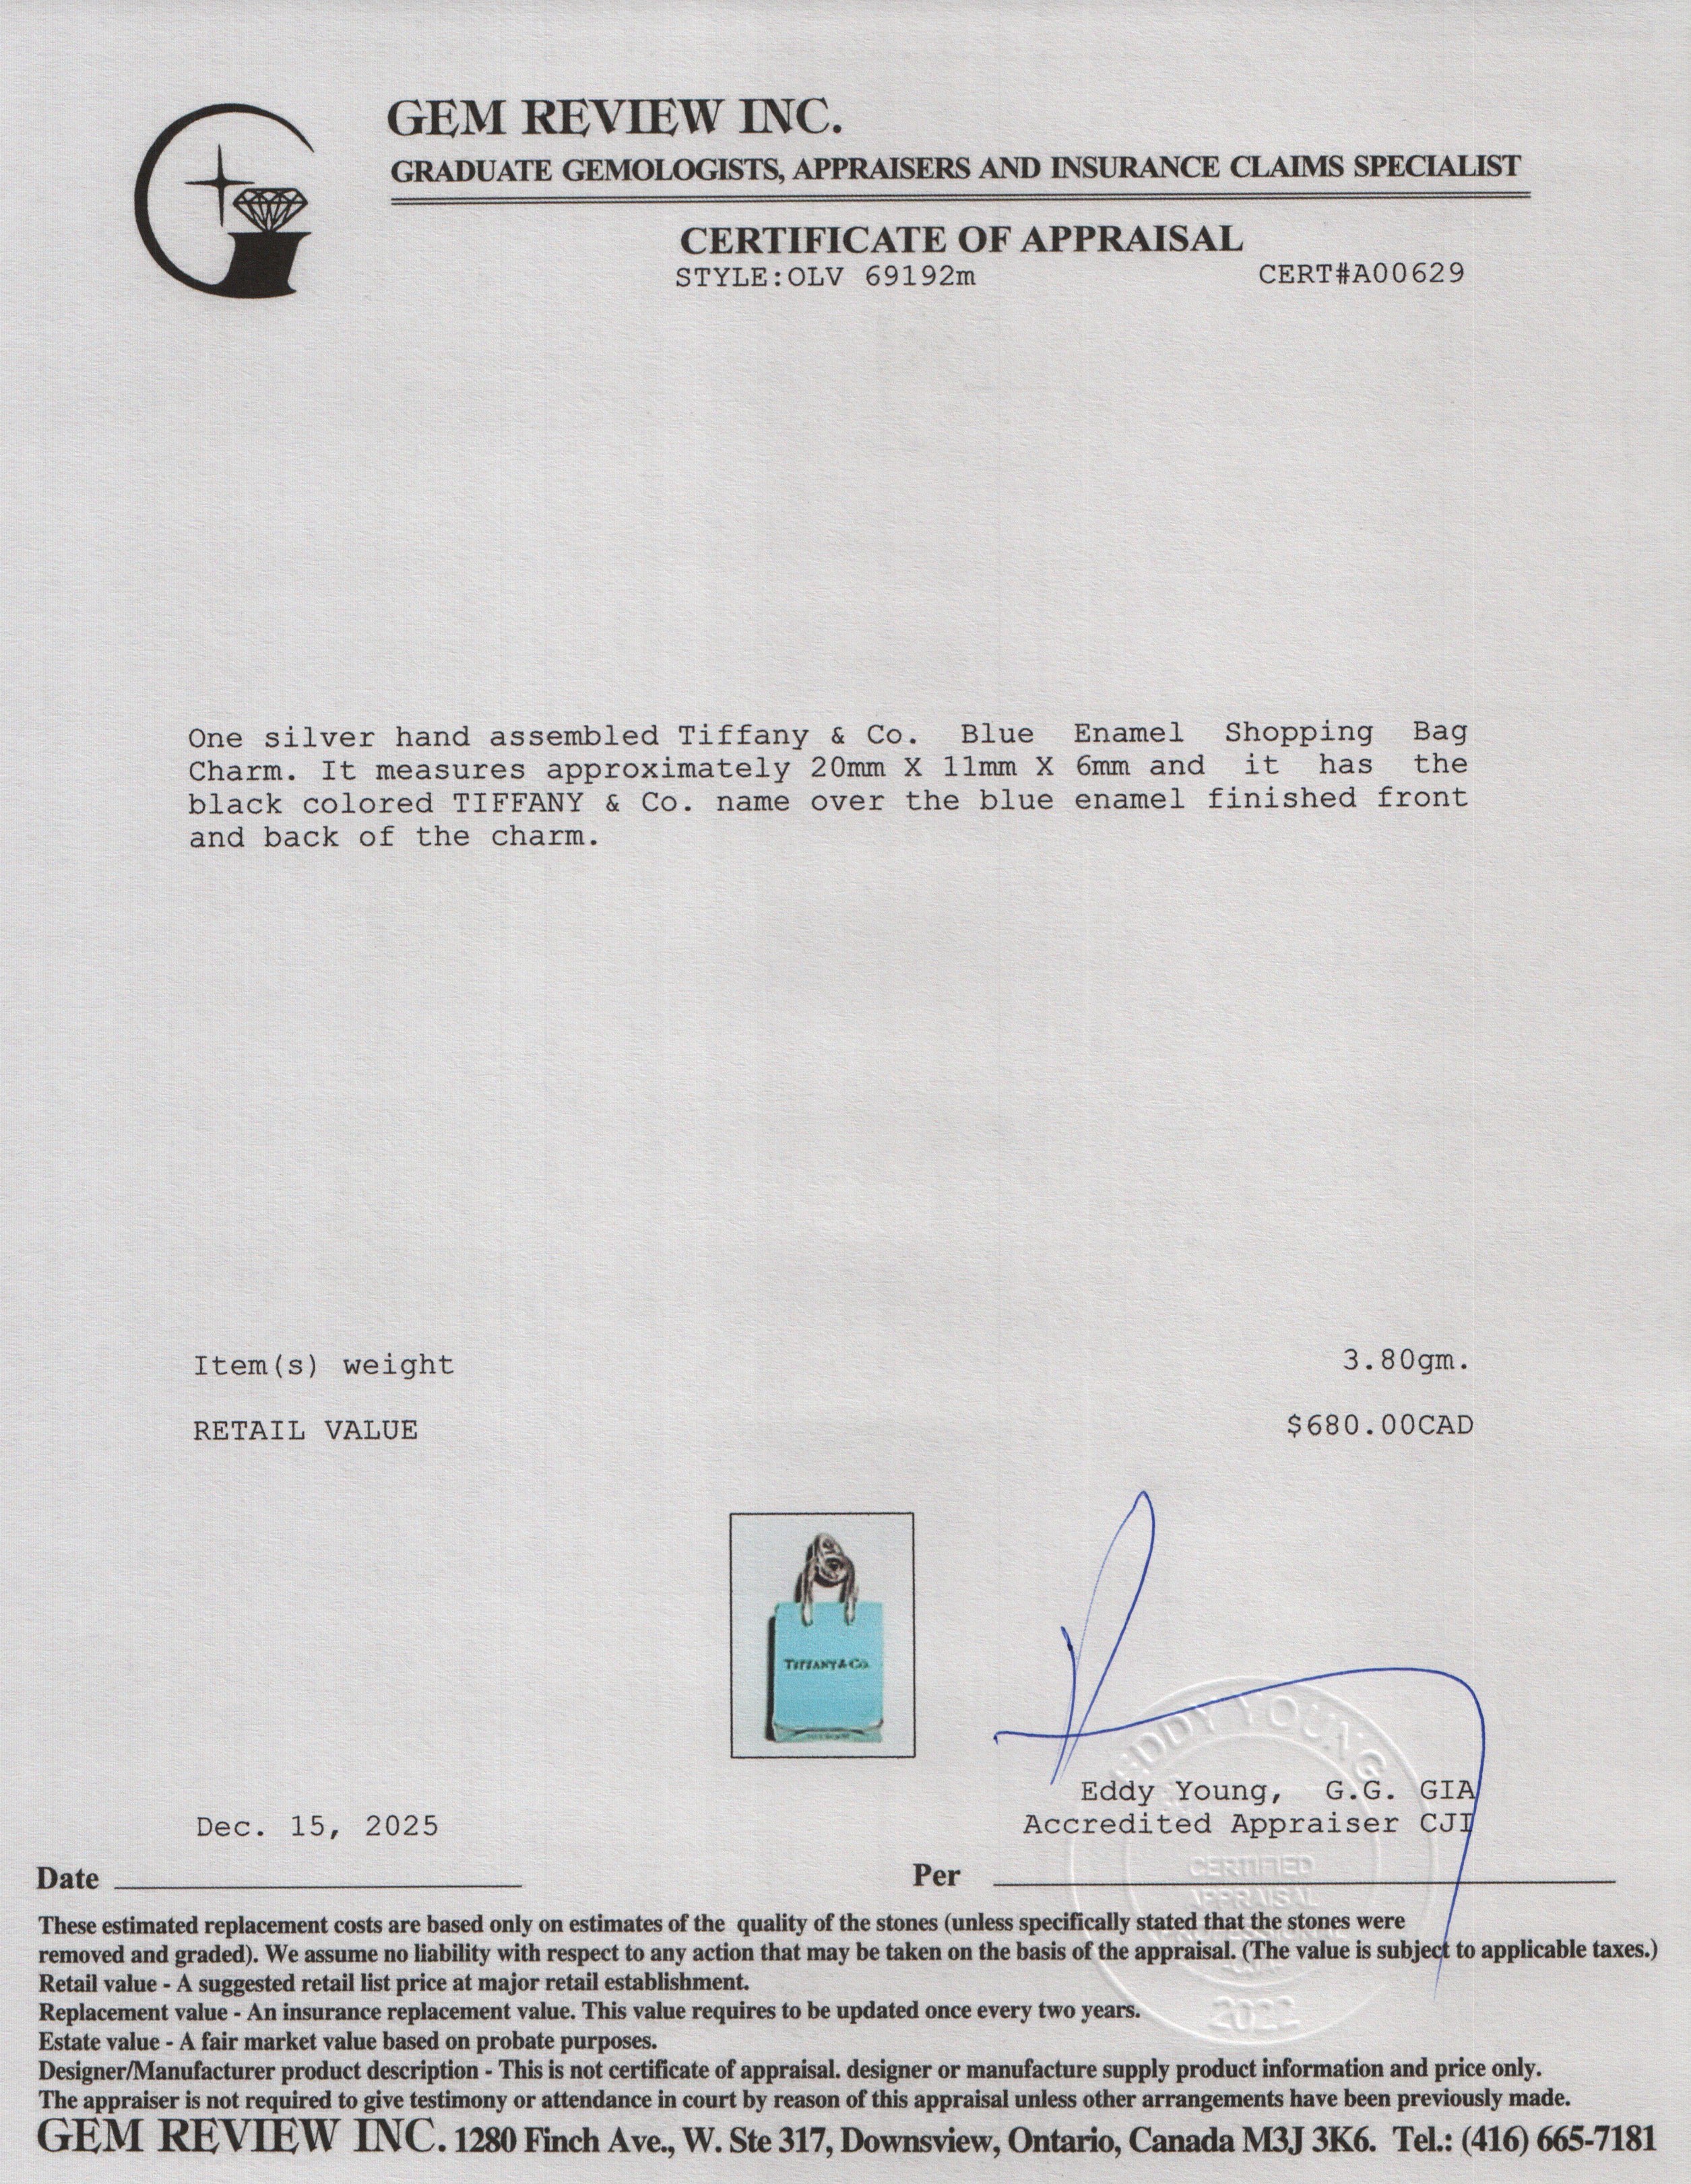 GEM REVIEW INC.
GRADUATE GEMOLOGISTS, APPRAISERS AND INSURANCE CLAIMS SPECIALIST
CERTIFICATE OF APPRAISAL
STYLE:OLV 69192m CERT#A00629
One silver hand assembled Tiffany & Co. Blue Enamel Shopping Bag
Charm. It measures approximately 20mm X 11mm X 6mm and it has the
black colored TIFFANY & Co. name over the blue enamel finished front
and back of the charm.
Item(s) weight 3.80gm.
RETAIL VALUE $680.00CAD
TIFFANY & CO.
EDDY YOUNG
Eddy Young, G.G. GIA
Dec. 15, 2025 Accredited Appraiser CJI
CERTIFIED
Date Per
APPRAISAL
PROFESSIONAL
These estimated replacement costs are based only on estimates of the quality of the stones (unless specifically stated that the stones were
removed and graded). We assume no liability with respect to any action that may be taken on the basis of the appraisal. (The value is subject to applicable taxes.)
Retail value - A suggested retail list price at major retail establishment.
Replacement value - An insurance replacement value. This value requires to be updated once every two years.
2022
Estate value - A fair market value based on probate purposes.
Designer/Manufacturer product description - This is not certificate of appraisal. designer or manufacture supply product information and price only.
The appraiser is not required to give testimony or attendance in court by reason of this appraisal unless other arrangements have been previously made.
GEM REVIEW INC. 1280 Finch Ave., W. Ste 317, Downsview, Ontario, Canada M3J 3K6. Tel.: (416) 665-7181